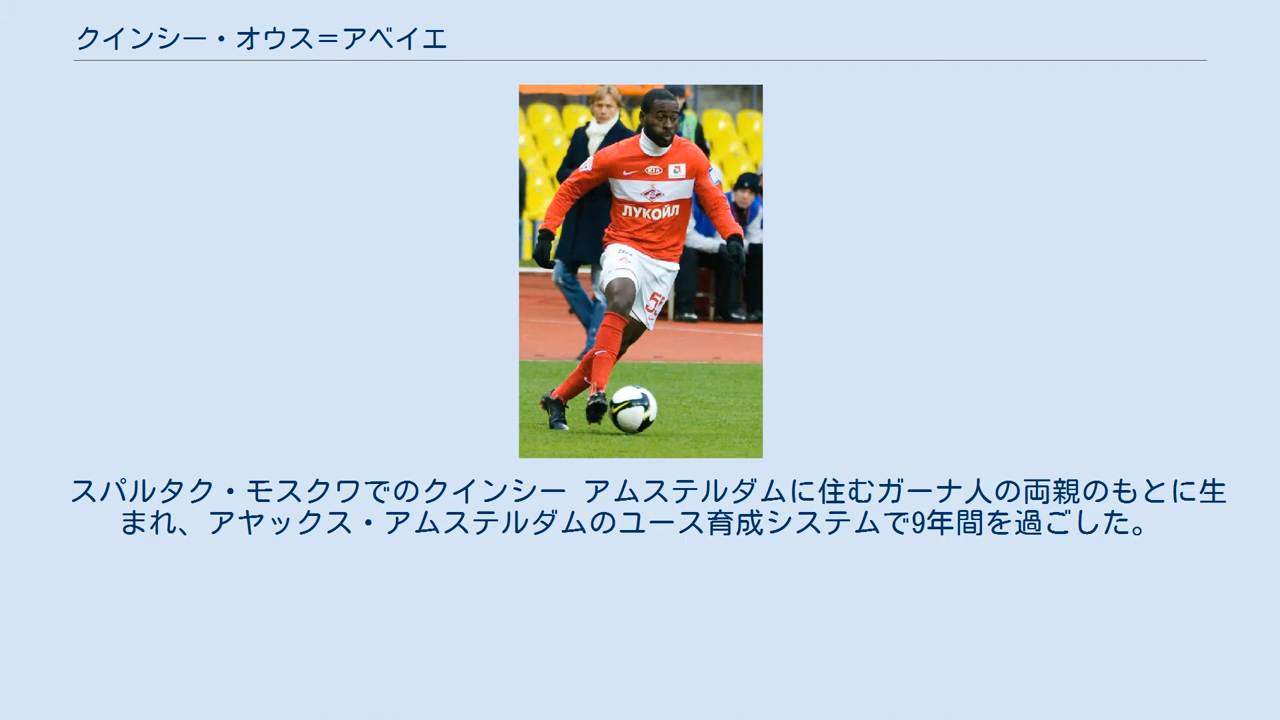 クインシー・オウス＝アベイエ
KIA
ЛУКОЙЛ
スパルタク・モスクワでのクインシー アムステルダムに住むガーナ人の両親のもとに生
まれ、アヤックス・アムステルダムのユース育成システムで9年間を過ごした。